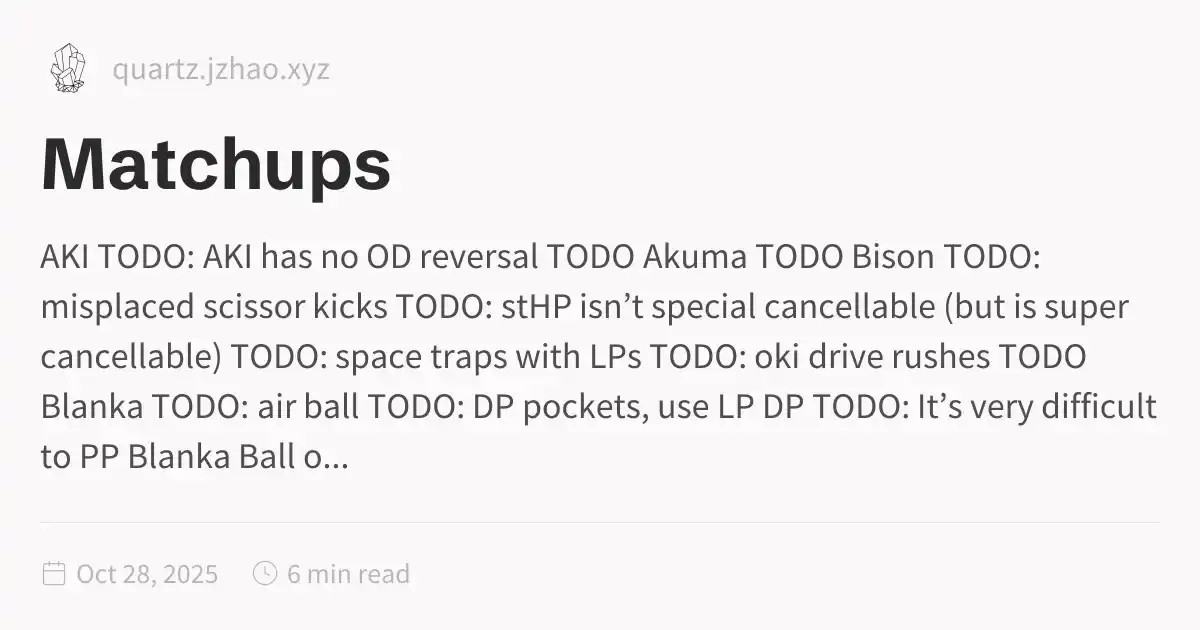 quartz.jzhao.xyz
Matchups
AKI TODO: AKI has no OD reversal TODO Akuma TODO Bison TODO:
misplaced scissor kicks TODO: stHP isn’t special cancellable (but is super
cancellable) TODO: space traps with LPs TODO: oki drive rushes TODO
Blanka TODO: air ball TODO: DP pockets, use LP DP TODO: It’s very difficult
to PP Blanka Ball o...
Oct 28, 2025 6 min read